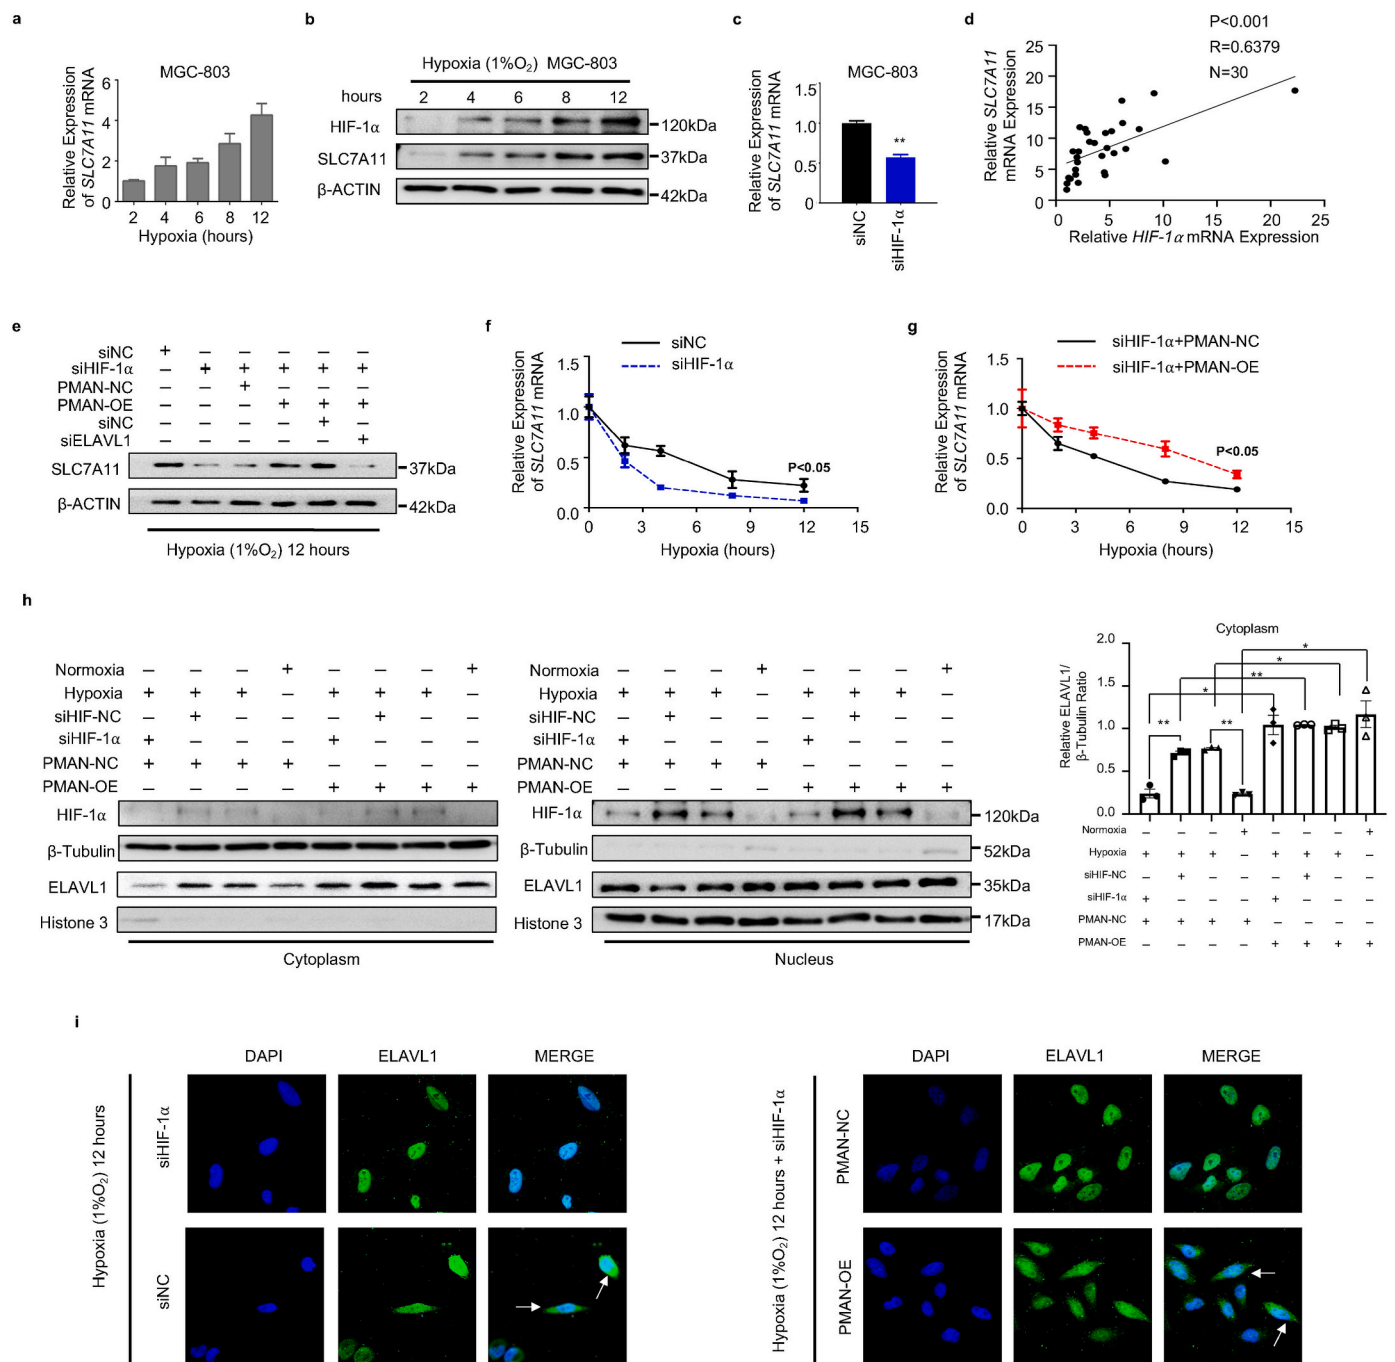 a
MGC-803
Relative Expression
of SLC7A11 mRNA
6
4
2
0
2 4 6 8 12
Hypoxia (hours)
b
Hypoxia (1%O₂) MGC-803
hours 2 4 6 8 12
HIF-1α 120kDa
SLC7A11 37kDa
β-ACTIN 42kDa
c
MGC-803
Relative Expression
of SLC7A11 mRNA
1.5
1.0
0.5
0
**
siNC
siHIF-1α
d
P<0.001
R=0.6379
N=30
Relative SLC7A11
mRNA Expression
25
20
15
10
5
0
0 5 10 15 20 25
Relative HIF-1α mRNA Expression
e
siNC + – – – – –
siHIF-1α – + + + + +
PMAN-NC – – + – – –
PMAN-OE – – – + + +
siNC – – – – + –
siELAVL1 – – – – – +
SLC7A11 37kDa
β-ACTIN 42kDa
Hypoxia (1%O₂) 12 hours
f
siNC
siHIF-1α
Relative Expression
of SLC7A11 mRNA
1.5
1.0
0.5
0.0
P<0.05
0 3 6 9 12 15
Hypoxia (hours)
g
siHIF-1α+PMAN-NC
siHIF-1α+PMAN-OE
Relative Expression
of SLC7A11 mRNA
1.5
1.0
0.5
0.0
P<0.05
0 3 6 9 12 15
Hypoxia (hours)
h
Normoxia – – – + – – – +
Hypoxia + + + – + + + –
siHIF-NC – + – – – + – –
siHIF-1α + – – – + – – –
PMAN-NC + + + + – – – –
PMAN-OE – – – – + + + +
HIF-1α
β-Tubulin
ELAVL1
Histone 3
Cytoplasm
Normoxia – – – + – – – +
Hypoxia + + + – + + + –
siHIF-NC – + – – – + – –
siHIF-1α + – – – + – – –
PMAN-NC + + + + – – – –
PMAN-OE – – – – + + + +
HIF-1α 120kDa
β-Tubulin 52kDa
ELAVL1 35kDa
Histone 3 17kDa
Nucleus
Cytoplasm
Relative ELAVL1/
β-Tubulin Ratio
2.0
1.5
1.0
0.5
0.0
*
*
**
*
** **
Normoxia – – – + – – – +
Hypoxia + + + – + + + –
siHIF-NC – + – – – + – –
siHIF-1α + – – – + – – –
PMAN-NC + + + + – – – –
PMAN-OE – – – – + + + +
i
Hypoxia (1%O₂) 12 hours
DAPI ELAVL1 MERGE
siHIF-1α
siNC
Hypoxia (1%O₂) 12 hours + siHIF-1α
DAPI ELAVL1 MERGE
PMAN-NC
PMAN-OE